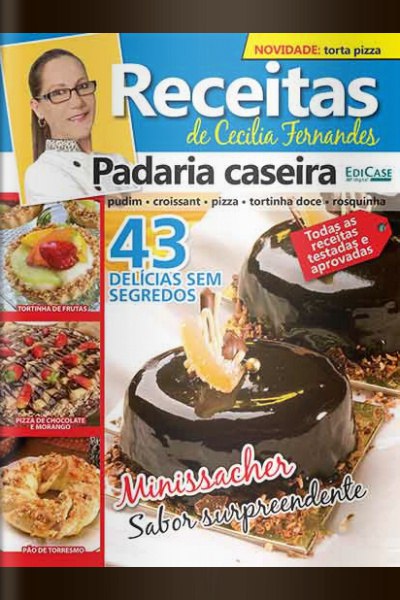 NOVIDADE: torta pizza
Receitas
de Cecilia Fernandes
Padaria caseira
EDICASE
pudim • croissant • pizza • tortinha doce • rosquinha
43
DELÍCIAS SEM
SEGREDOS
Todas as
receitas
testadas e
aprovadas
TORTINHA DE FRUTAS
PIZZA DE CHOCOLATE
E MORANGO
PÃO DE TORRESMO
Minissacher
Sabor surpreendente